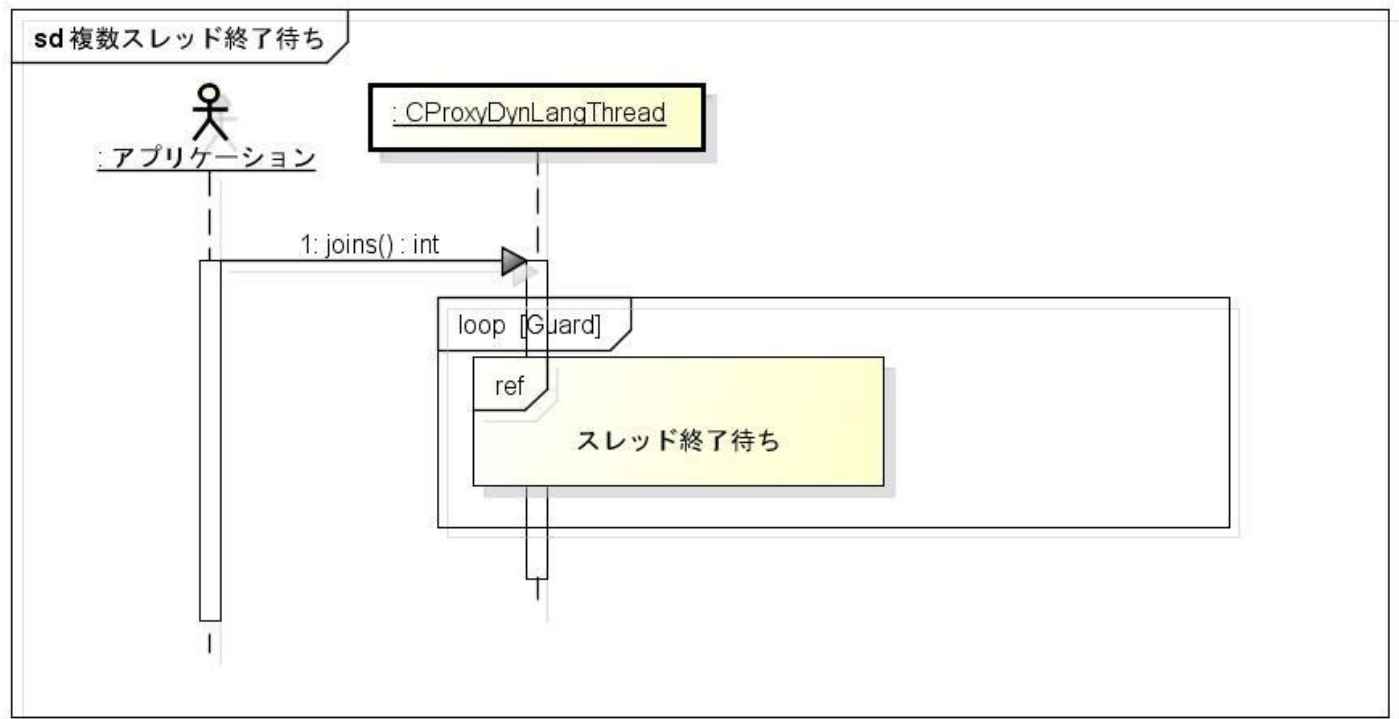 sd 複数スレッド終了待ち
: アプリケーション
: CProxyDynLangThread
1: joins() : int
loop [Guard]
ref
スレッド終了待ち